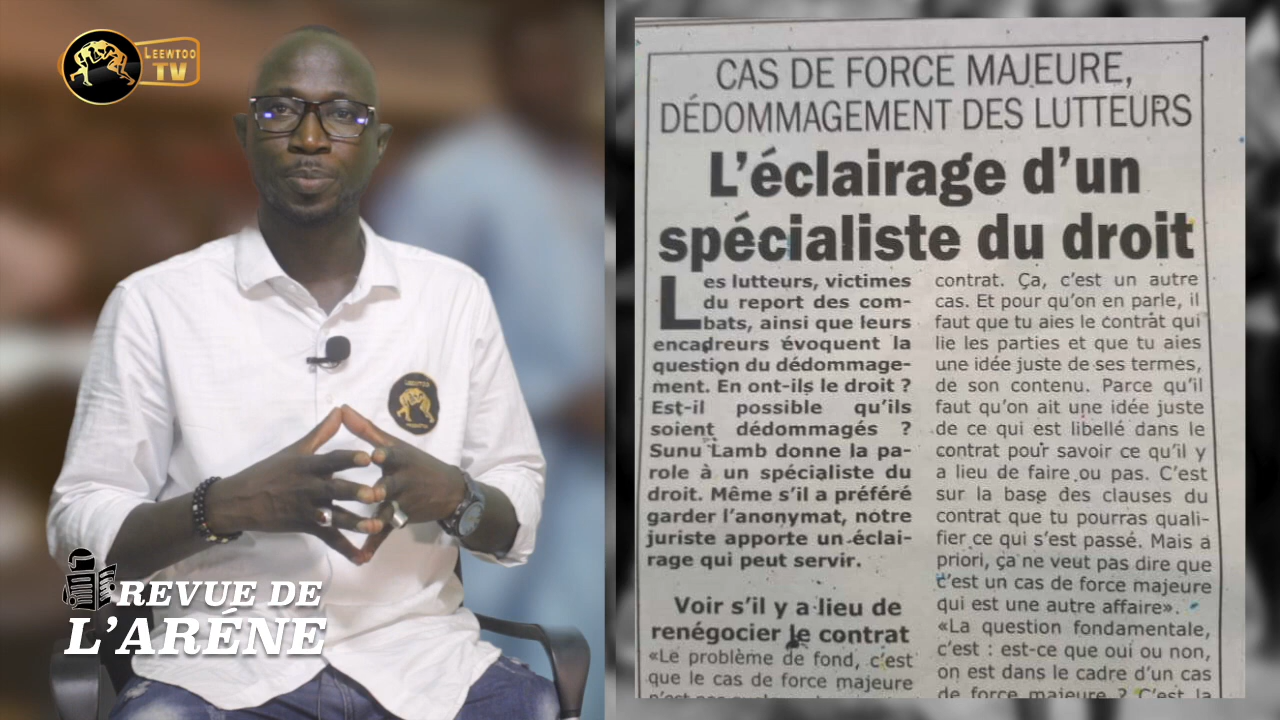 LEEWTOO
TV
REVUE DE
L'ARÉNE
CAS DE FORCE MAJEURE,
DÉDOMMAGEMENT DES LUTTEURS
L'éclairage d'un
spécialiste du droit
Les lutteurs, victimes
du report des com-
bats, ainsi que leurs
encadreurs évoquent la
question du dédommage-
ment. En ont-ils le droit ?
Est-il possible qu'ils
soient dédommagés ?
Sunu Lamb donne la pa-
role à un spécialiste du
droit. Même s'il a préféré
garder l'anonymat, notre
juriste apporte un éclai-
rage qui peut servir.
Voir s'il y a lieu de
renégocier le contrat
«Le problème de fond, c'est
que le cas de force majeure
contrat. Ça, c'est un autre
cas. Et pour qu'on en parle, il
faut que tu aies le contrat qui
lie les parties et que tu aies
une idée juste de ses termes,
de son contenu. Parce qu'il
faut qu'on ait une idée juste
de ce qui est libellé dans le
contrat pour savoir ce qu'il y
a lieu de faire ou pas. C'est
sur la base des clauses du
contrat que tu pourras quali-
fier ce qui s'est passé. Mais a
priori, ça ne veut pas dire que
c'est un cas de force majeure
qui est une autre affaire».
«La question fondamentale,
c'est : est-ce que oui ou non,
on est dans le cadre d'un cas
de force majeure ? C'est la